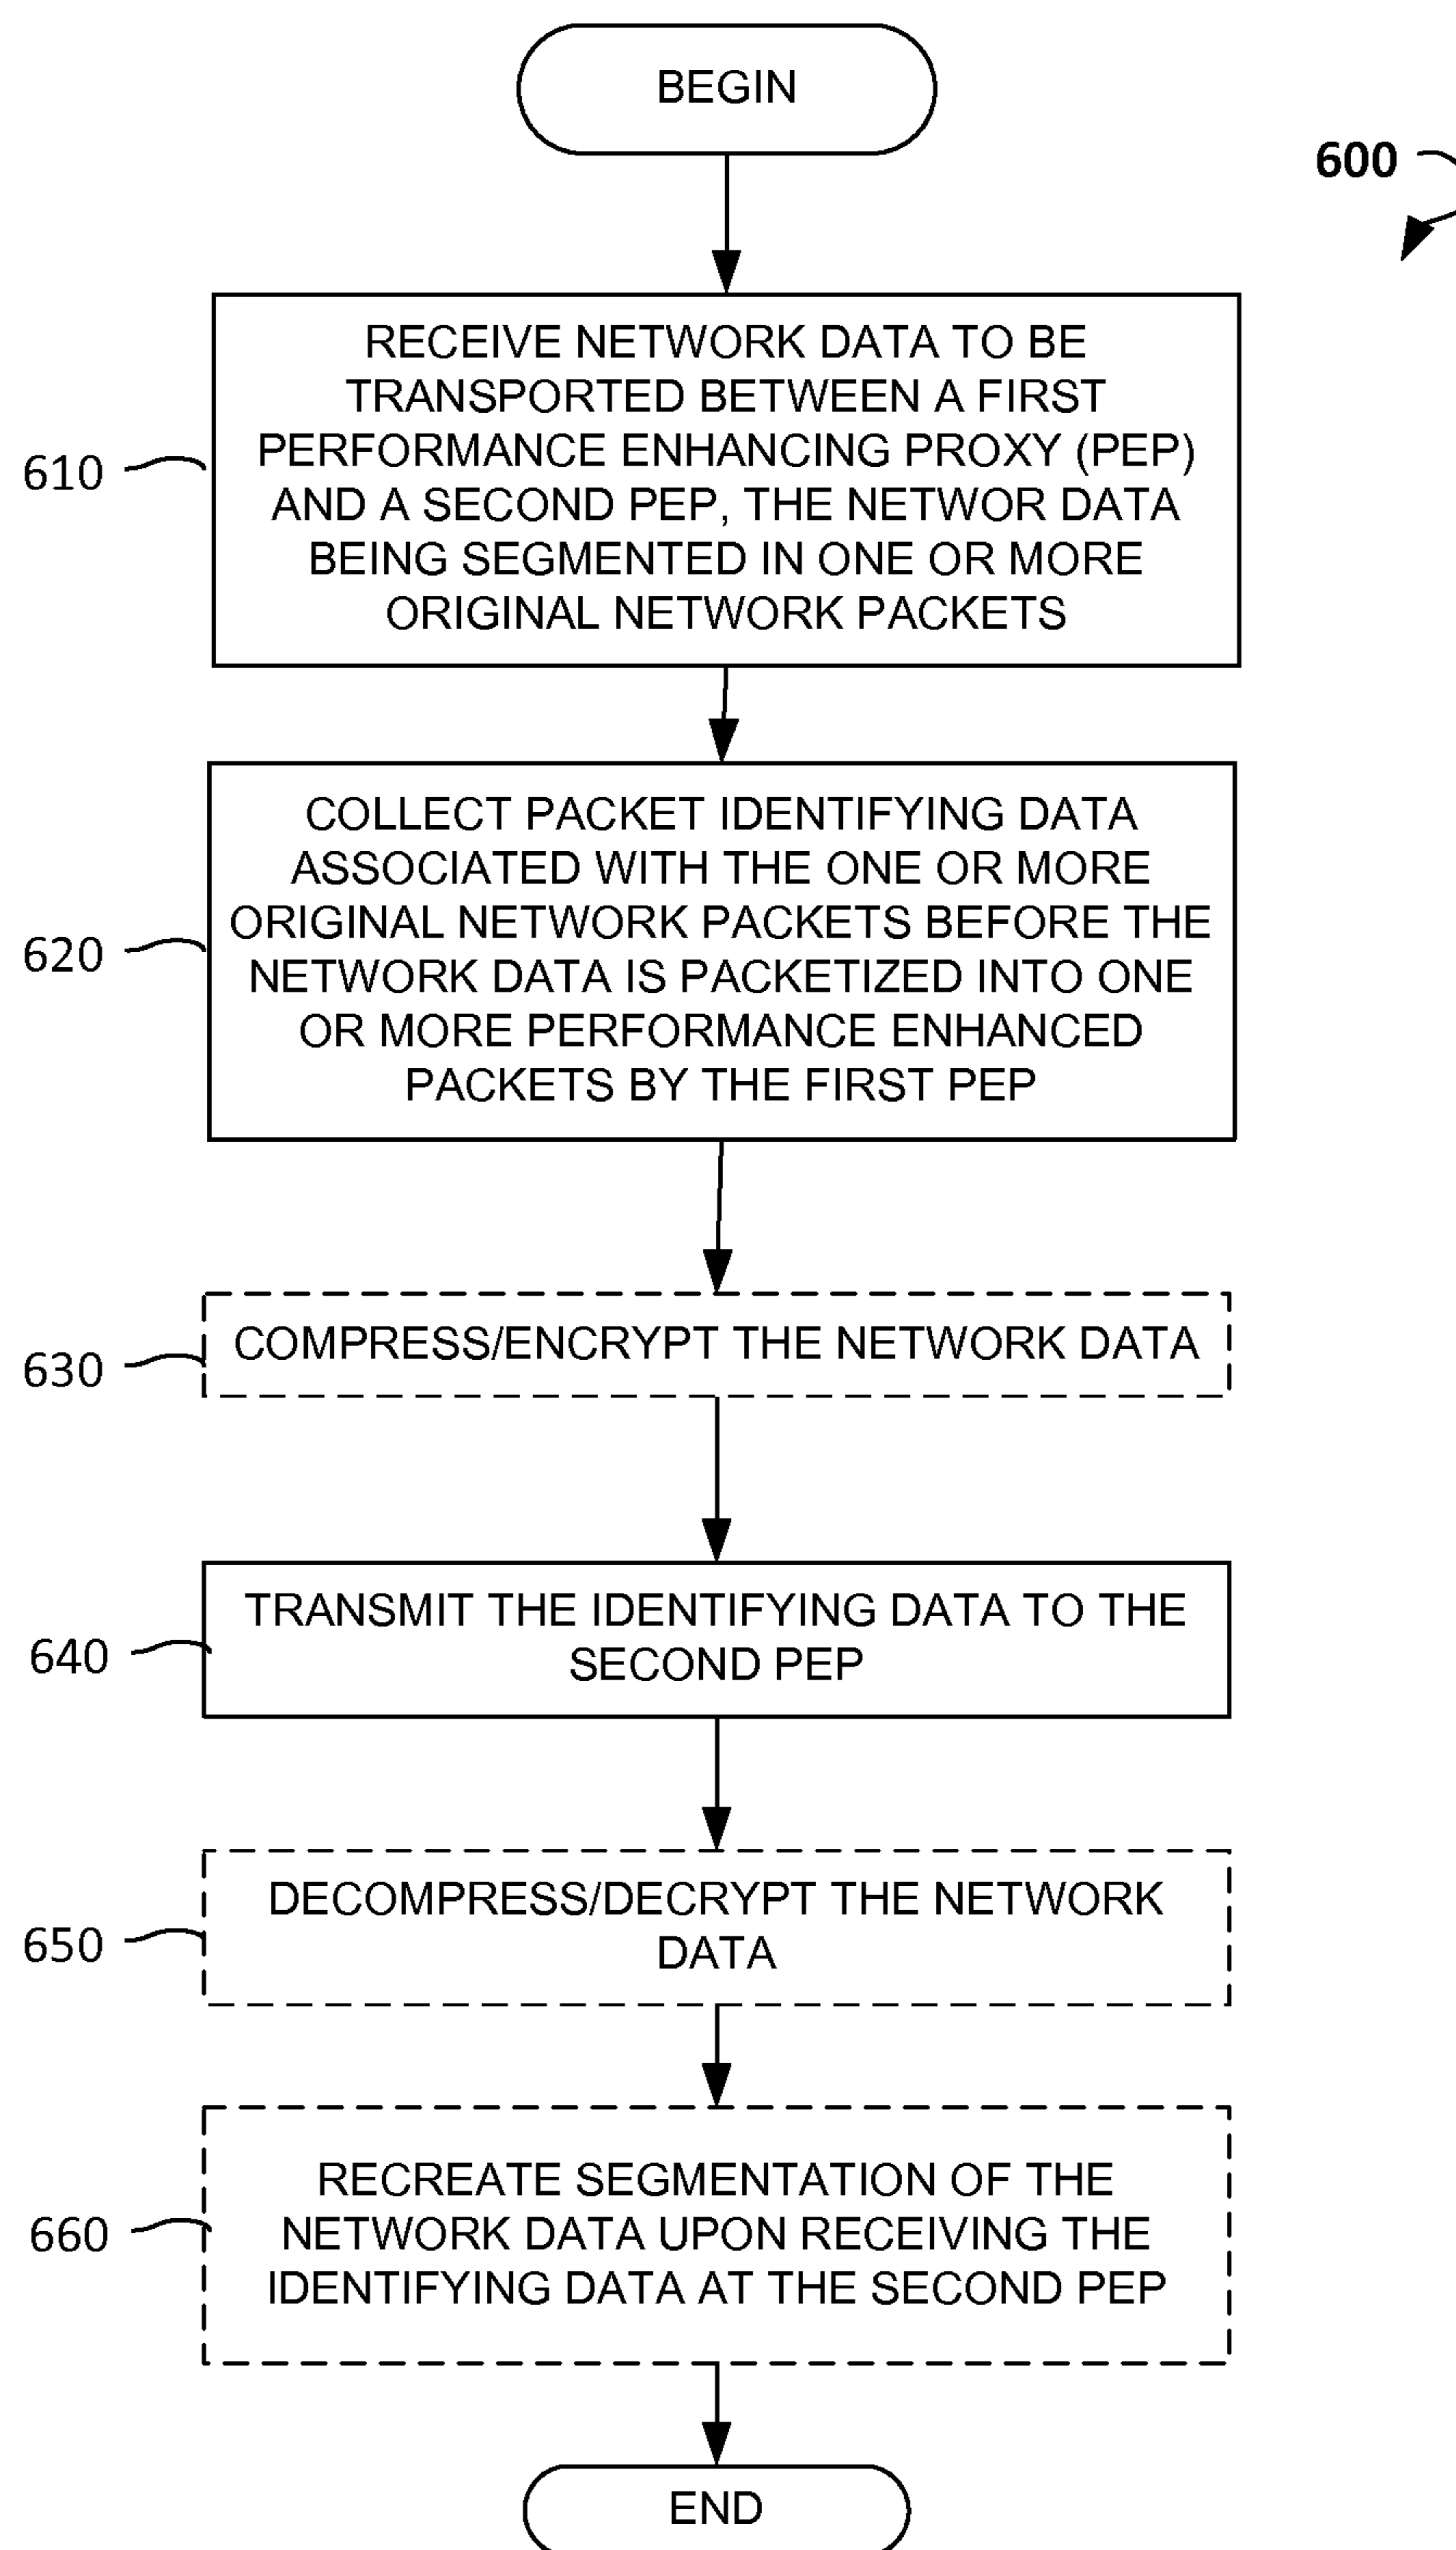 BEGIN
600
RECEIVE NETWORK DATA TO BE
TRANSPORTED BETWEEN A FIRST
PERFORMANCE ENHANCING PROXY (PEP)
AND A SECOND PEP, THE NETWOR DATA
BEING SEGMENTED IN ONE OR MORE
ORIGINAL NETWORK PACKETS
610
COLLECT PACKET IDENTIFYING DATA
ASSOCIATED WITH THE ONE OR MORE
ORIGINAL NETWORK PACKETS BEFORE THE
NETWORK DATA IS PACKETIZED INTO ONE
OR MORE PERFORMANCE ENHANCED
PACKETS BY THE FIRST PEP
620
COMPRESS/ENCRYPT THE NETWORK DATA
630
TRANSMIT THE IDENTIFYING DATA TO THE
SECOND PEP
640
DECOMPRESS/DECRYPT THE NETWORK
DATA
650
RECREATE SEGMENTATION OF THE
NETWORK DATA UPON RECEIVING THE
IDENTIFYING DATA AT THE SECOND PEP
660
END